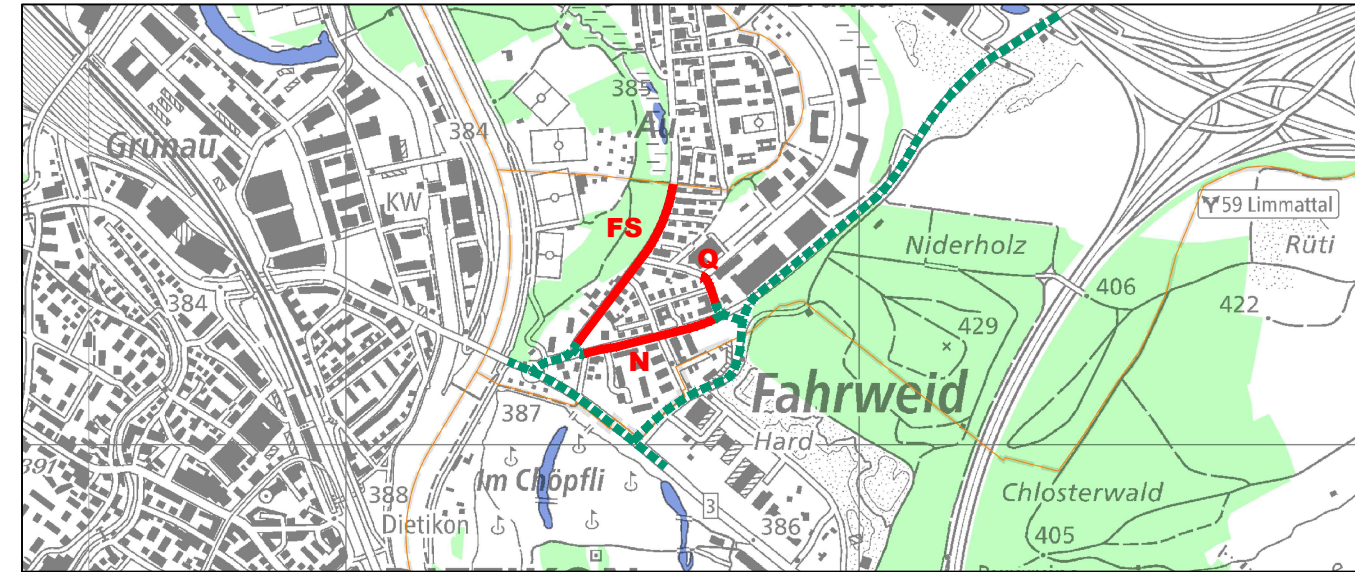 385
Au
384
Grünau
KW
FS
Q
59 Limmattal
Niderholz
Rüti
384
406
422
429
N
Fahrweid
387
Hard
391
Im Chöpfli
Chlosterwald
388
Dietikon
3
386
405